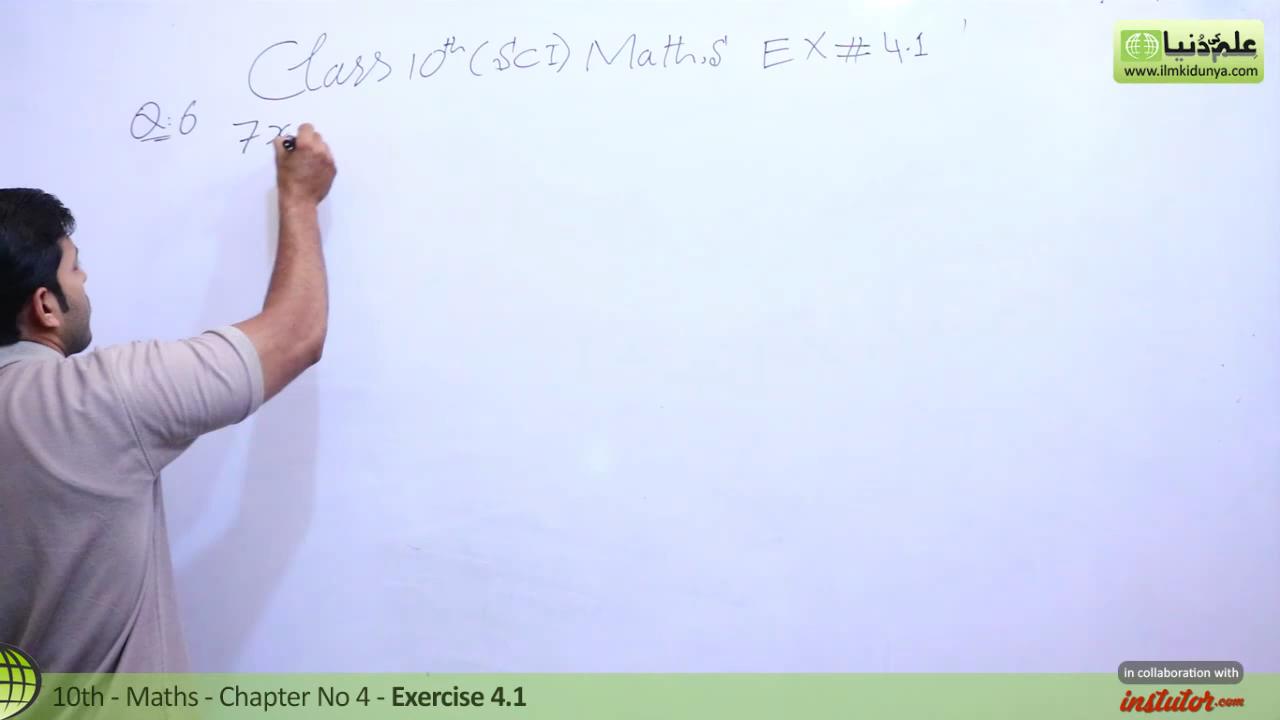 Class 10th (SCI) Maths EX # 4.1
Q:6 7x
علم کی دُنیا
www.ilmkidunya.com
in collaboration with
instutor.com
10th - Maths - Chapter No 4 - Exercise 4.1